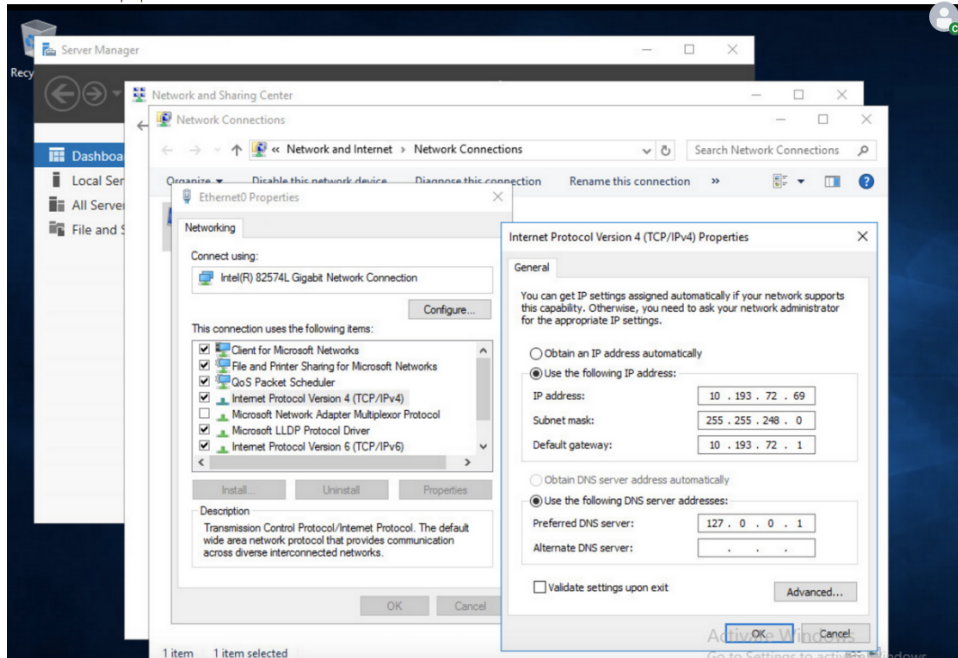 Recy
Server Manager
Network and Sharing Center
Network Connections
« Network and Internet > Network Connections
Search Network Connections
Organize Disable this network device Diagnose this connection Rename this connection »
Dashboa
Local Ser
All Server
File and S
Ethernet0 Properties
Networking
Connect using:
Intel(R) 82574L Gigabit Network Connection
Configure...
This connection uses the following items:
Client for Microsoft Networks
File and Printer Sharing for Microsoft Networks
QoS Packet Scheduler
Internet Protocol Version 4 (TCP/IPv4)
Microsoft Network Adapter Multiplexor Protocol
Microsoft LLDP Protocol Driver
Internet Protocol Version 6 (TCP/IPv6)
Install... Uninstall Properties
Description
Transmission Control Protocol/Internet Protocol. The default
wide area network protocol that provides communication
across diverse interconnected networks.
OK Cancel
Internet Protocol Version 4 (TCP/IPv4) Properties
General
You can get IP settings assigned automatically if your network supports
this capability. Otherwise, you need to ask your network administrator
for the appropriate IP settings.
Obtain an IP address automatically
Use the following IP address:
IP address: 10 . 193 . 72 . 69
Subnet mask: 255 . 255 . 248 . 0
Default gateway: 10 . 193 . 72 . 1
Obtain DNS server address automatically
Use the following DNS server addresses:
Preferred DNS server: 127 . 0 . 0 . 1
Alternate DNS server: . . .
Validate settings upon exit
Advanced...
OK Cancel
Activate Windows
Go to Settings to activate Windows
1 item 1 item selected